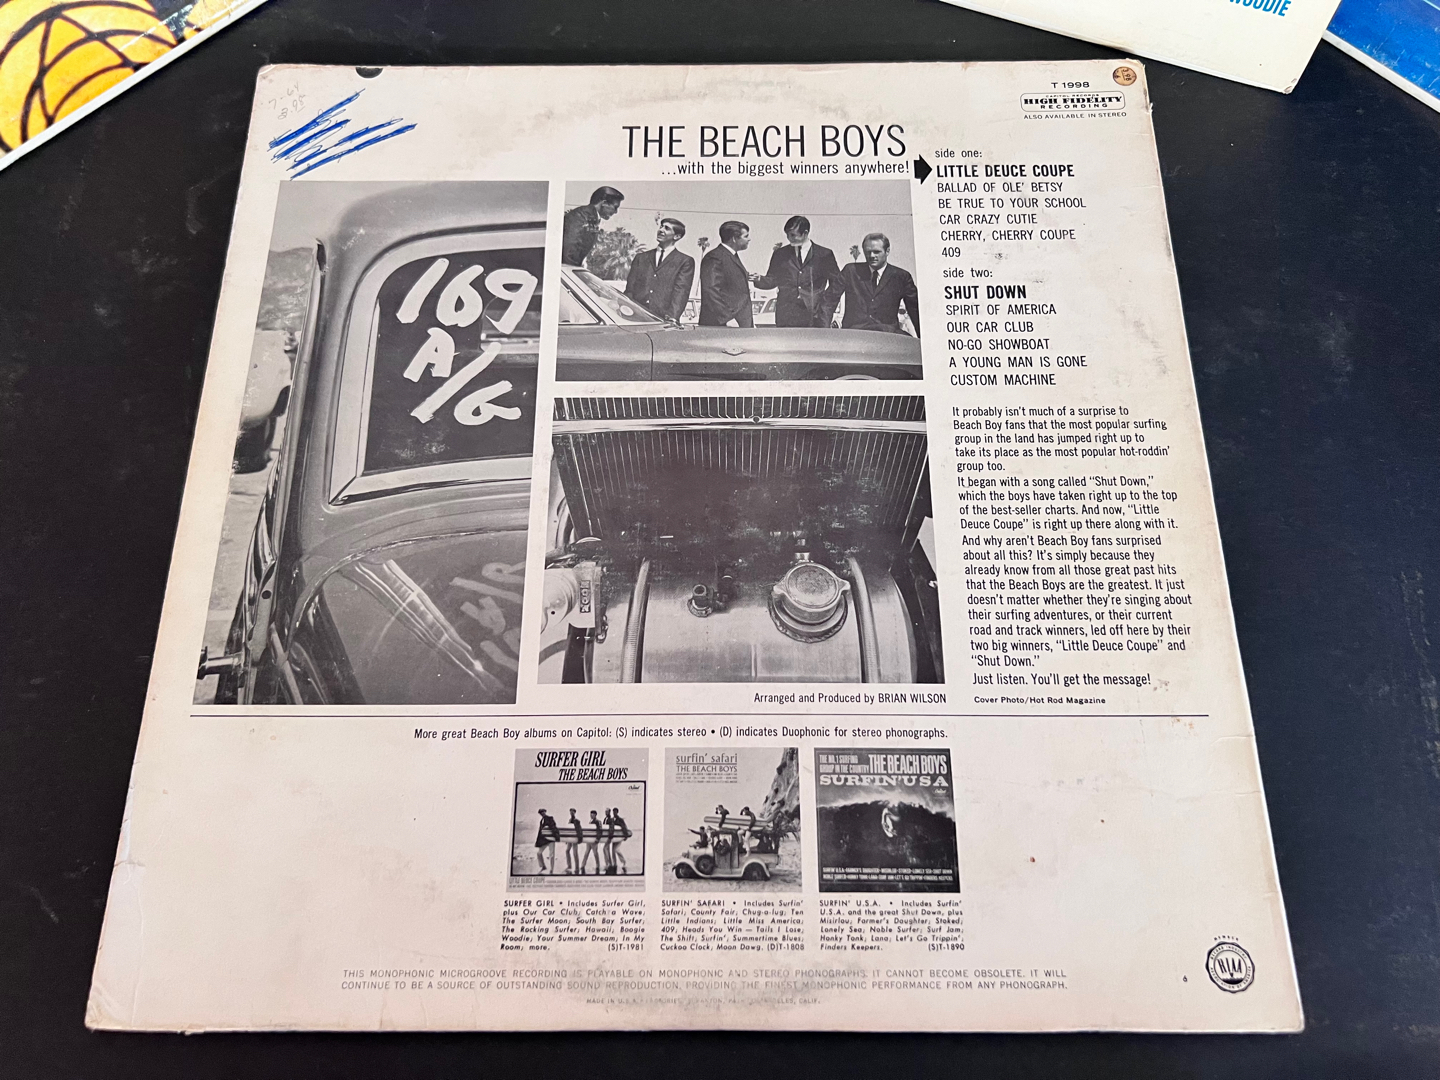 WOODIE
7-64
T 1998
CAPITOL RECORDS
HIGH FIDELITY
RECORDING
ALSO AVAILABLE IN STEREO
THE BEACH BOYS
...with the biggest winners anywhere!
side one:
LITTLE DEUCE COUPE
BALLAD OF OLE' BETSY
BE TRUE TO YOUR SCHOOL
CAR CRAZY CUTIE
CHERRY, CHERRY COUPE
409
side two:
SHUT DOWN
SPIRIT OF AMERICA
OUR CAR CLUB
NO-GO SHOWBOAT
A YOUNG MAN IS GONE
CUSTOM MACHINE
169
A/G
It probably isn't much of a surprise to
Beach Boy fans that the most popular surfing
group in the land has jumped right up to
take its place as the most popular hot-roddin'
group too.
It began with a song called "Shut Down,"
which the boys have taken right up to the top
of the best-seller charts. And now, "Little
Deuce Coupe" is right up there along with it.
And why aren't Beach Boy fans surprised
about all this? It's simply because they
already know from all those great past hits
that the Beach Boys are the greatest. It just
doesn't matter whether they're singing about
their surfing adventures, or their current
road and track winners, led off here by their
two big winners, "Little Deuce Coupe" and
"Shut Down."
Just listen. You'll get the message!
Arranged and Produced by BRIAN WILSON
Cover Photo/Hot Rod Magazine
More great Beach Boy albums on Capitol: (S) indicates stereo • (D) indicates Duophonic for stereo phonographs.
SURFER GIRL
THE BEACH BOYS
surfin' safari
THE BEACH BOYS
THE NO. 1 SURFING
GROUP IN THE COUNTRY
THE BEACH BOYS
SURFIN' USA
SURFER GIRL • Includes Surfer Girl,
plus Our Car Club; Catch a Wave;
The Surfer Moon; South Bay Surfer;
The Rocking Surfer; Hawaii; Boogie
Woodie; Your Summer Dream; In My
Room; more. (S)T-1981
SURFIN' SAFARI • Includes Surfin'
Safari; County Fair; Chug-a-lug; Ten
Little Indians; Little Miss America;
409; Heads You Win — Tails I Lose;
The Shift; Surfin'; Summertime Blues;
Cuckoo Clock; Moon Dawg. (D)T-1808
SURFIN' U.S.A. • Includes Surfin'
U.S.A. and the great Shut Down, plus
Misirlou; Farmer's Daughter; Stoked;
Lonely Sea; Noble Surfer; Surf Jam;
Honky Tonk; Lana; Let's Go Trippin';
Finders Keepers. (S)T-1890
THIS MONOPHONIC MICROGROOVE RECORDING IS PLAYABLE ON MONOPHONIC AND STEREO PHONOGRAPHS. IT CANNOT BECOME OBSOLETE. IT WILL
CONTINUE TO BE A SOURCE OF OUTSTANDING SOUND REPRODUCTION, PROVIDING THE FINEST MONOPHONIC PERFORMANCE FROM ANY PHONOGRAPH.
MADE IN U.S.A.
6
RIAA